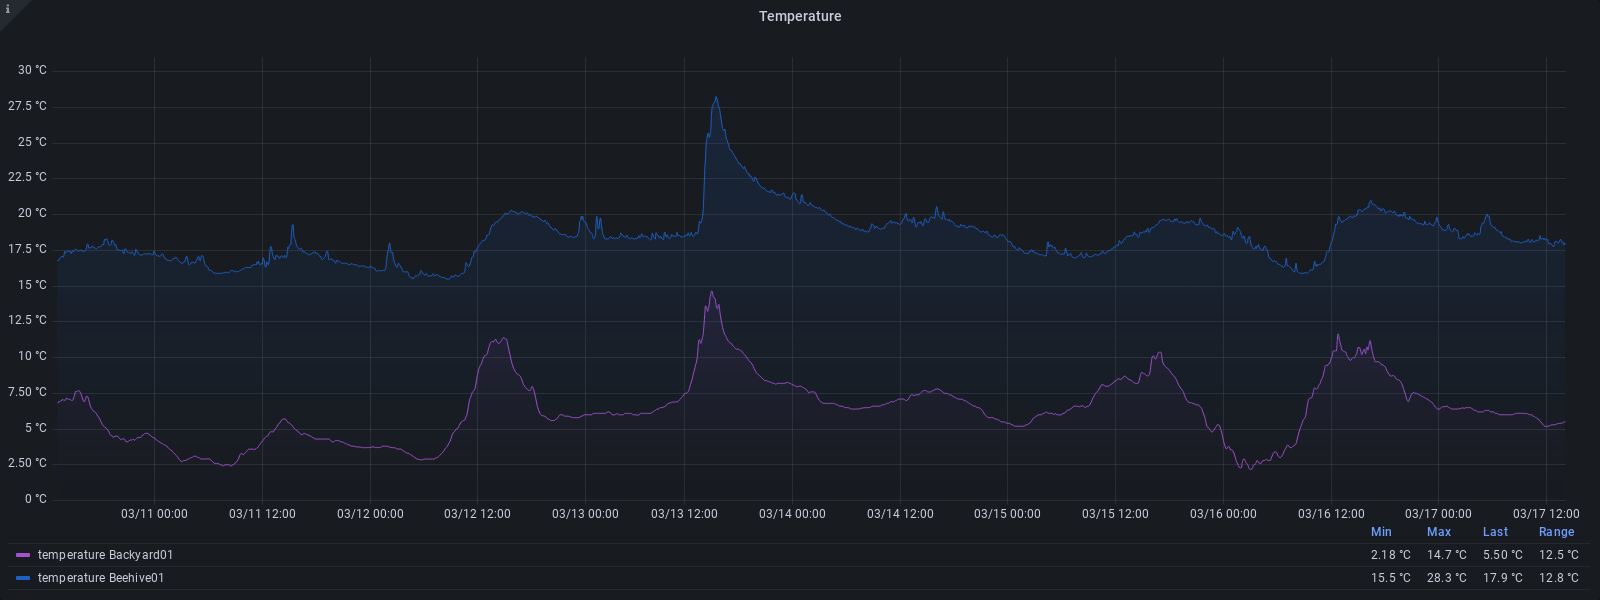 i
Temperature
30 °C
27.5 °C
25 °C
22.5 °C
20 °C
17.5 °C
15 °C
12.5 °C
10 °C
7.50 °C
5 °C
2.50 °C
0 °C
03/11 00:00 03/11 12:00 03/12 00:00 03/12 12:00 03/13 00:00 03/13 12:00 03/14 00:00 03/14 12:00 03/15 00:00 03/15 12:00 03/16 00:00 03/16 12:00 03/17 00:00 03/17 12:00
Min Max Last Range
temperature Backyard01 2.18 °C 14.7 °C 5.50 °C 12.5 °C
temperature Beehive01 15.5 °C 28.3 °C 17.9 °C 12.8 °C